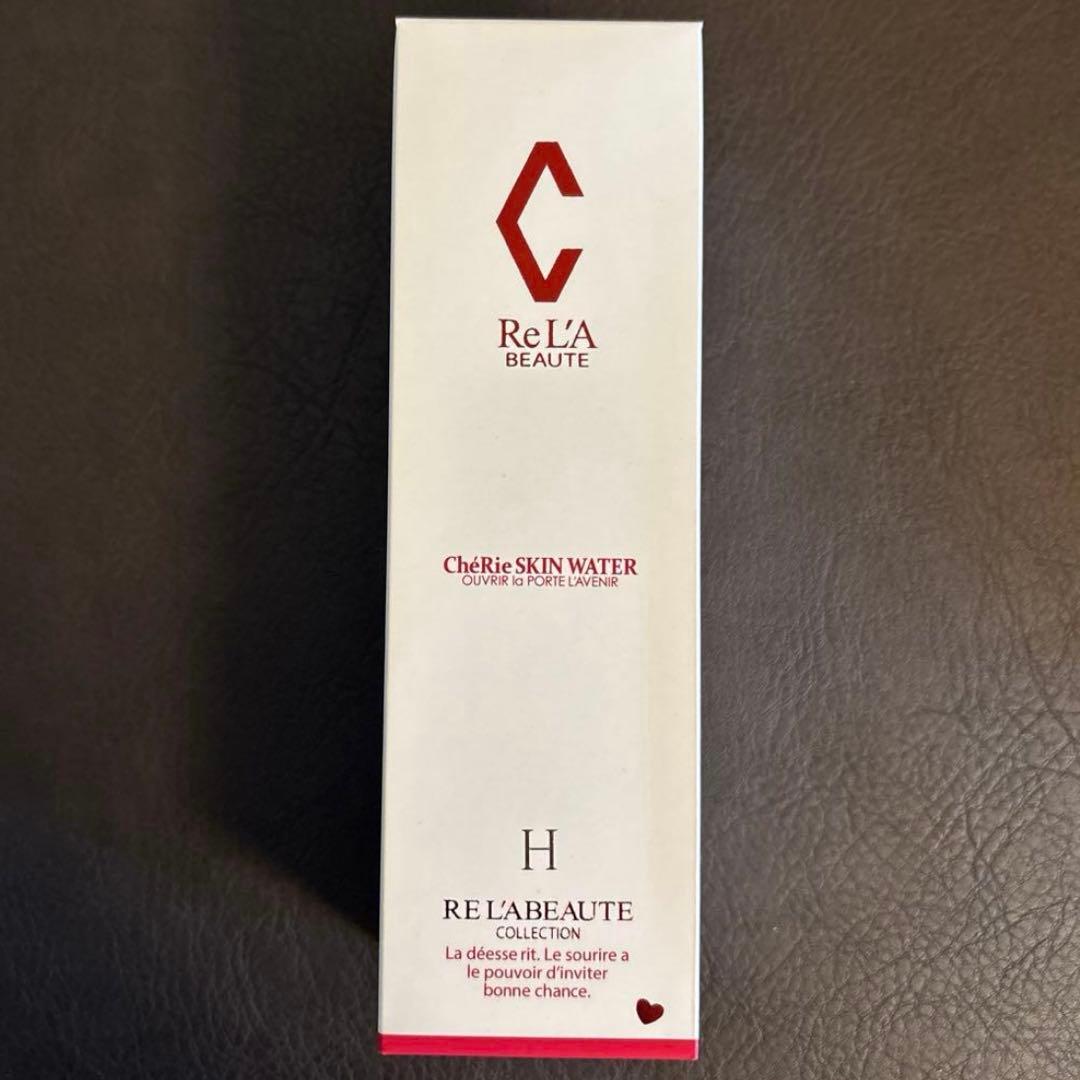 C
Re L'A
BEAUTE
ChéRie SKIN WATER
OUVRIR la PORTE L'AVENIR
H
RE L'ABEAUTE
COLLECTION
La déesse rit. Le sourire a
le pouvoir d'inviter
bonne chance.